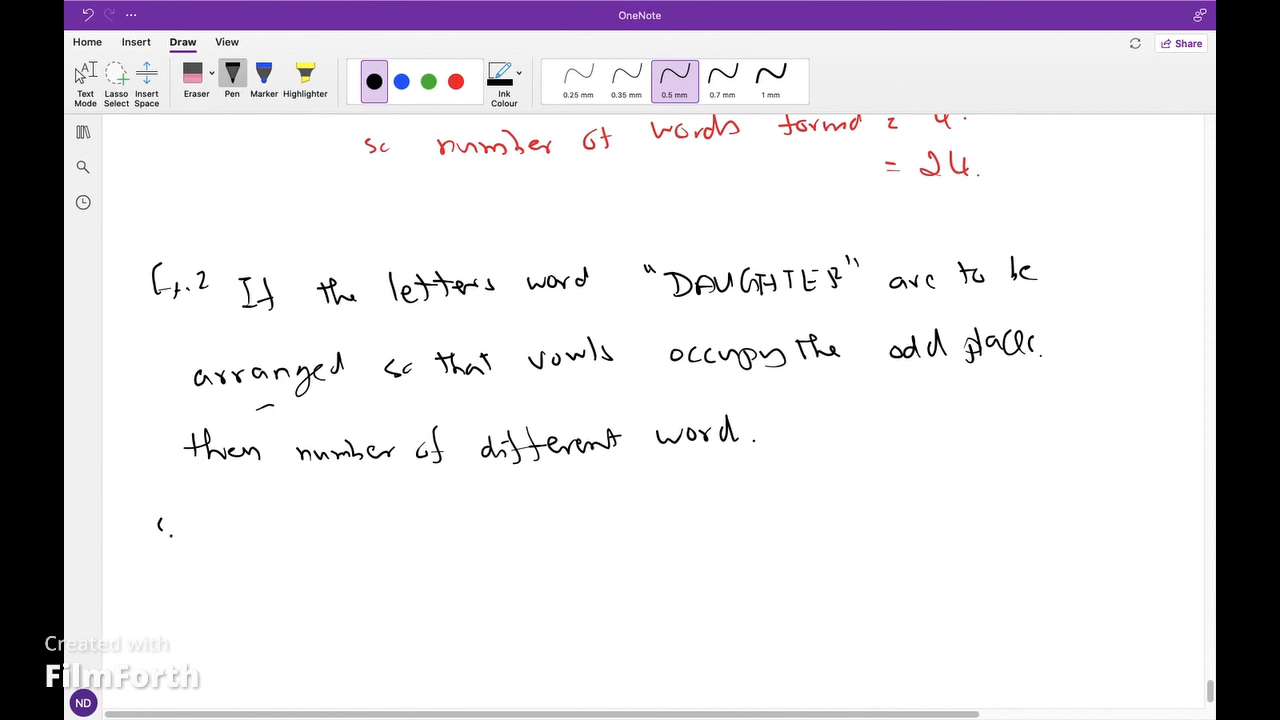 OneNote
Home Insert Draw View
Share
Text Mode
Lasso Select
Insert Space
Eraser
Pen
Marker
Highlighter
Ink Colour
0.25 mm
0.35 mm
0.5 mm
0.7 mm
1 mm
so number of words formd = 4.
= 24.
Ex.2 If the letters word "DAUGHTER" are to be
arranged so that vowls occupy the odd place.
then number of different word.
Created with
FilmForth
ND